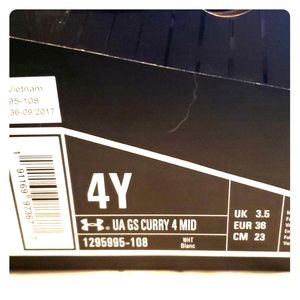 Vietnam
95-108
36-09/2017
4Y
UA GS CURRY 4 MID
1295995-108
WHT
Blanc
UK 3.5
EUR 36
CM 23